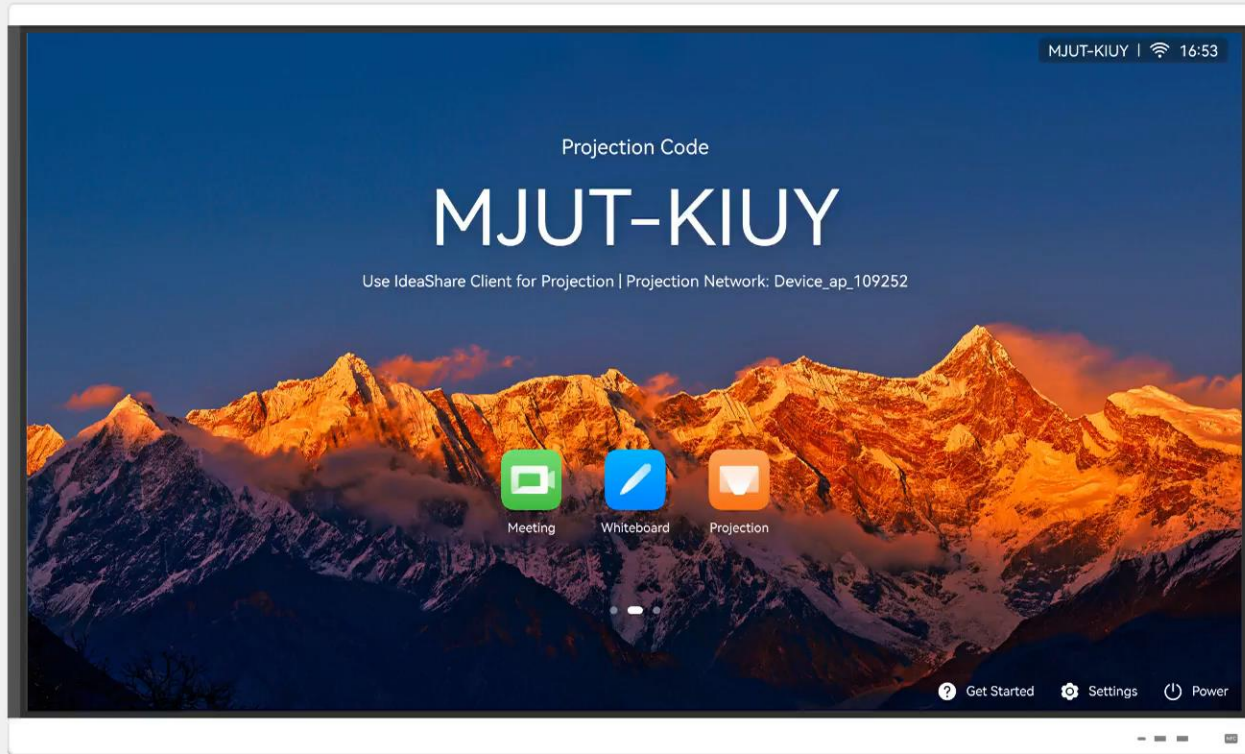 MJUT-KIUY | 16:53
Projection Code
MJUT-KIUY
Use IdeaShare Client for Projection | Projection Network: Device_ap_109252
Meeting
Whiteboard
Projection
Get Started
Settings
Power